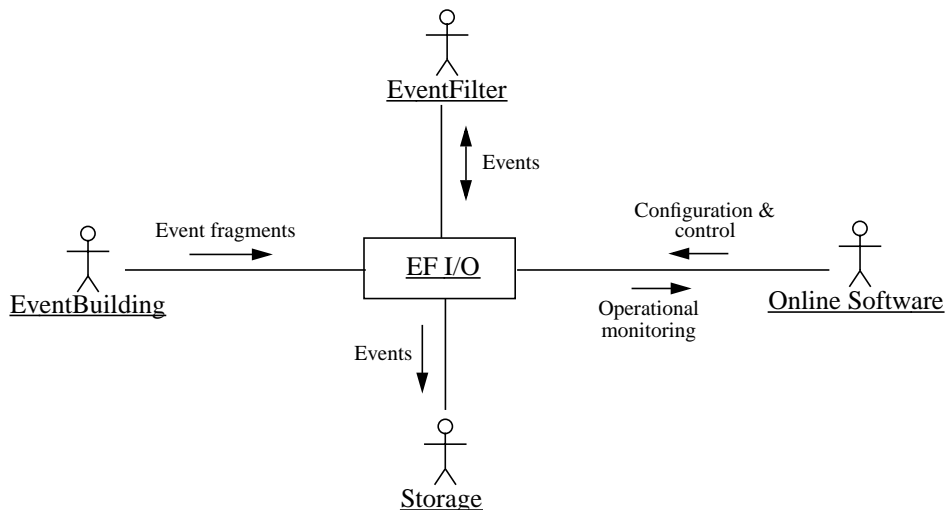 EventFilter
Events
Event fragments
Configuration &
control
EF I/O
EventBuilding
Online Software
Operational
monitoring
Events
Storage